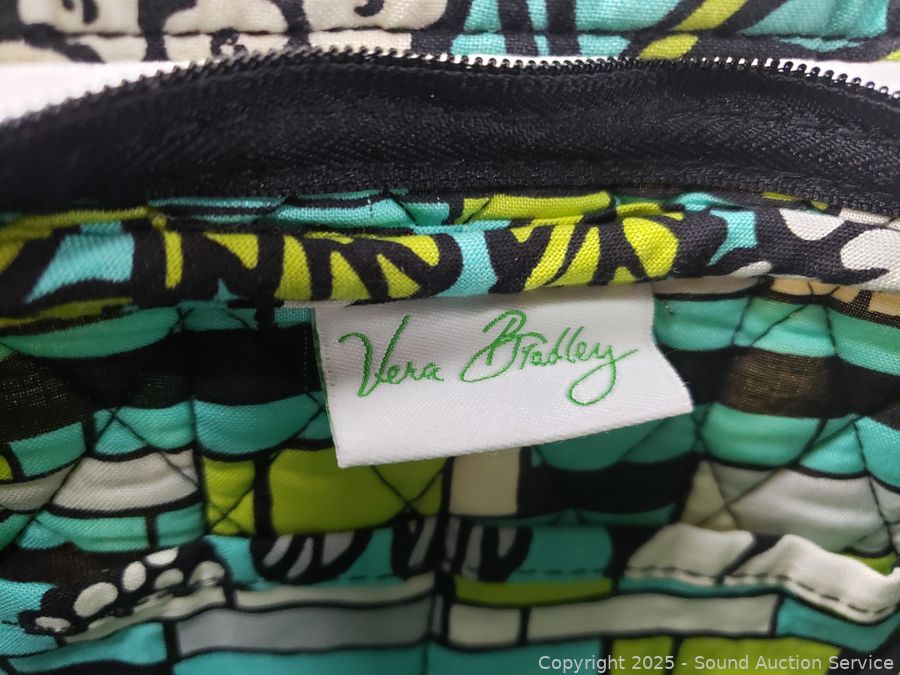 Vera Bradley
Copyright © 2025 - Sound Auction Service